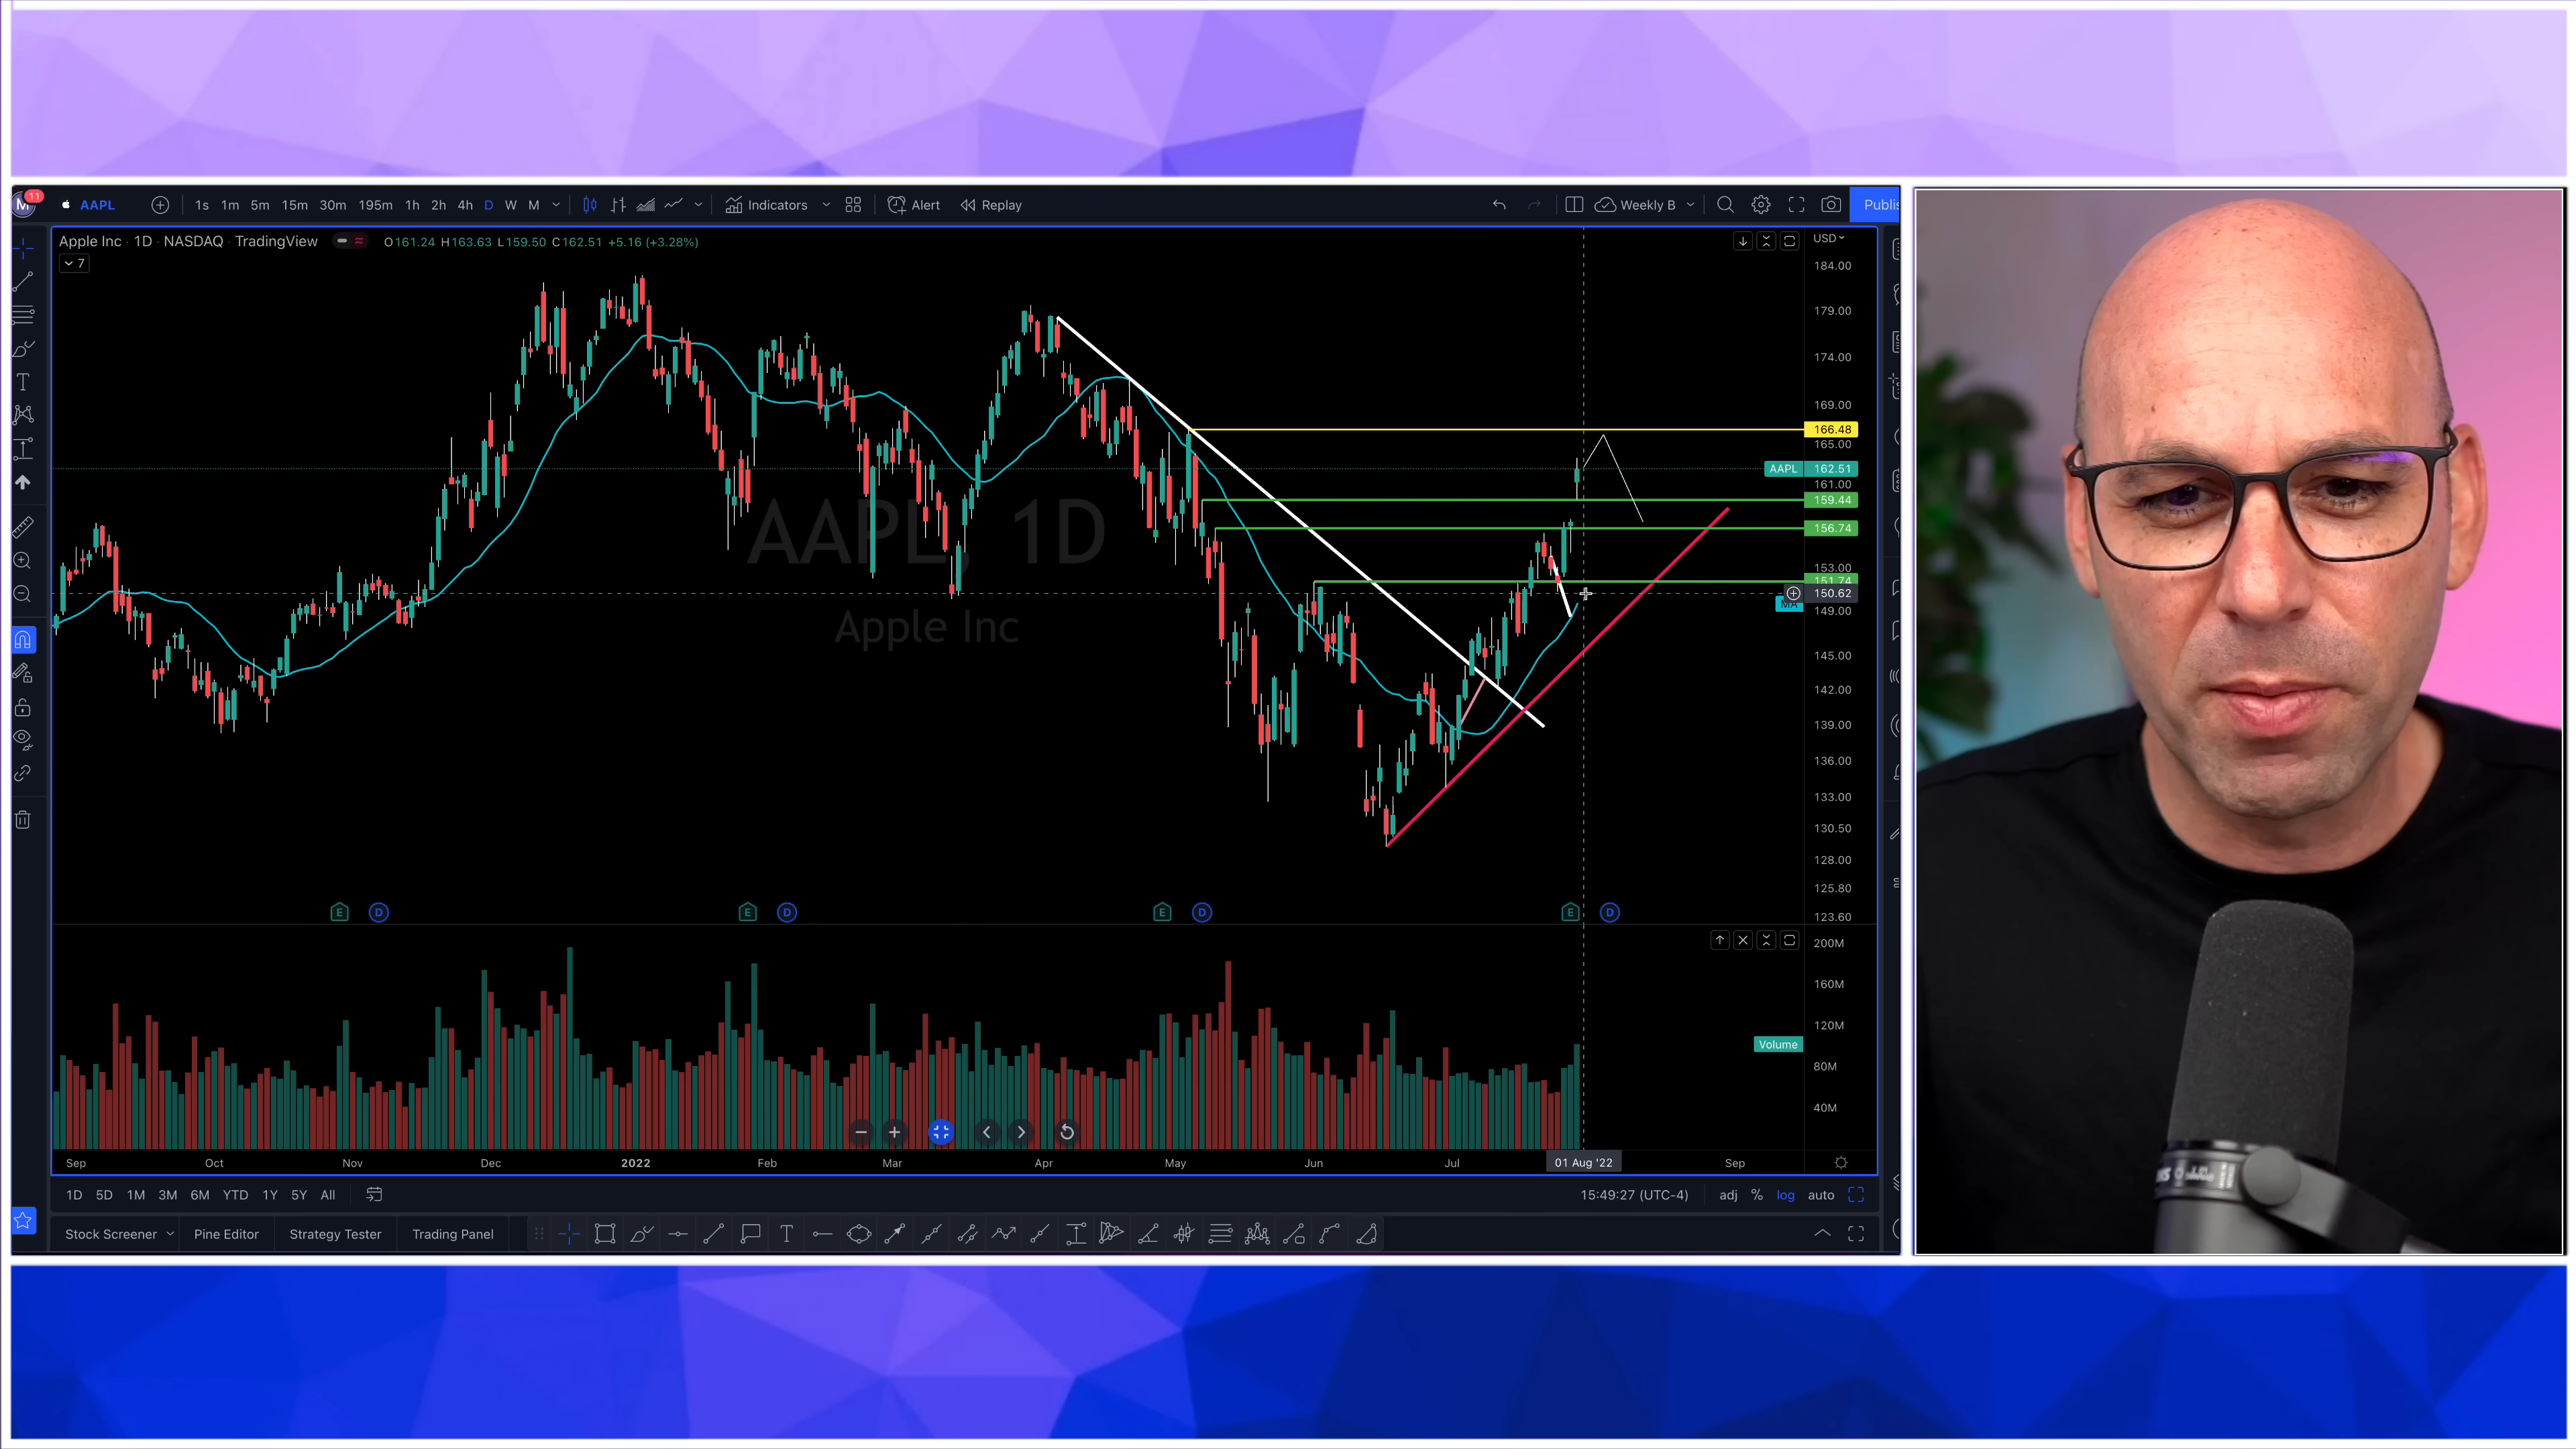 11
M
AAPL 1s 1m 5m 15m 30m 195m 1h 2h 4h D W M Indicators Alert Replay Weekly B Publis
Apple Inc · 1D · NASDAQ · TradingView O161.24 H163.63 L159.50 C162.51 +5.16 (+3.28%)
USD
7
184.00
179.00
174.00
169.00
166.48
165.00
AAPL 162.51
161.00
159.44
156.74
153.00
151.74
150.62
MA
149.00
145.00
142.00
139.00
136.00
133.00
130.50
128.00
125.80
123.60
AAPL, 1D
Apple Inc
E D E D E D E D
200M
160M
120M
Volume
80M
40M
Sep Oct Nov Dec 2022 Feb Mar Apr May Jun Jul 01 Aug '22 Sep
1D 5D 1M 3M 6M YTD 1Y 5Y All 15:49:27 (UTC-4) adj % log auto
Stock Screener Pine Editor Strategy Tester Trading Panel